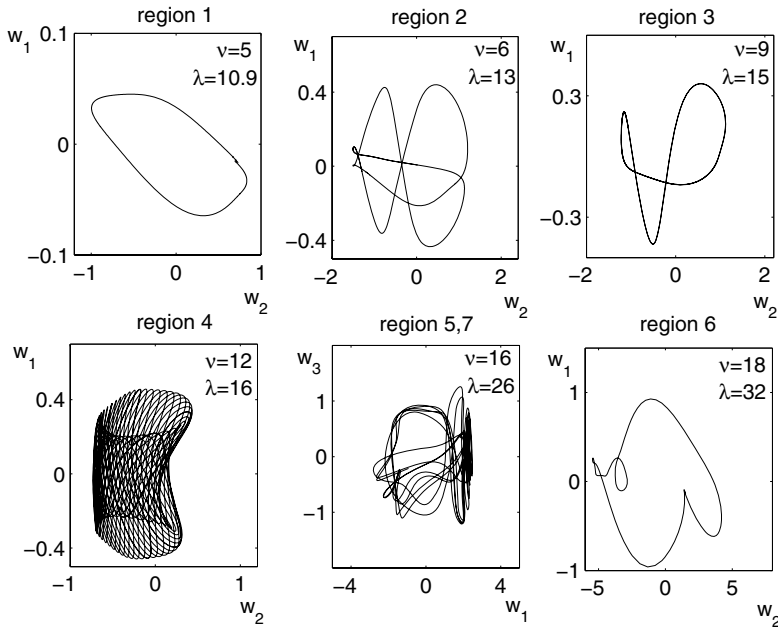 region 1
w1
0.1
ν=5
λ=10.9
0
−0.1
−1
0
1
w2
region 2
w1
ν=6
λ=13
0.4
0
−0.4
−2
0
2
w2
region 3
w1
ν=9
λ=15
0.3
−0.3
−2
0
2
w2
region 4
w1
ν=12
λ=16
0.4
0
−0.4
−1
0
1
w2
region 5,7
w3
ν=16
λ=26
1
0
−1
−4
0
4
w1
region 6
w1
ν=18
λ=32
1
0
−1
−5
0
5
w2